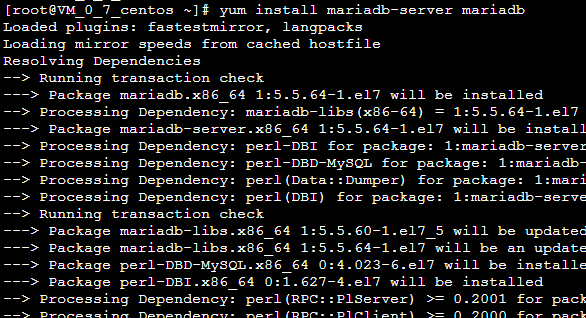 [root@VM_0_7_centos ~]# yum install mariadb-server mariadb
Loaded plugins: fastestmirror, langpacks
Loading mirror speeds from cached hostfile
Resolving Dependencies
--> Running transaction check
---> Package mariadb.x86_64 1:5.5.64-1.el7 will be installed
--> Processing Dependency: mariadb-libs(x86-64) = 1:5.5.64-1.el7
---> Package mariadb-server.x86_64 1:5.5.64-1.el7 will be install
--> Processing Dependency: perl-DBI for package: 1:mariadb-server
--> Processing Dependency: perl-DBD-MySQL for package: 1:mariadb-
--> Processing Dependency: perl(Data::Dumper) for package: 1:mari
--> Processing Dependency: perl(DBI) for package: 1:mariadb-serve
--> Running transaction check
---> Package mariadb-libs.x86_64 1:5.5.60-1.el7_5 will be updated
---> Package mariadb-libs.x86_64 1:5.5.64-1.el7 will be an update
---> Package perl-DBD-MySQL.x86_64 0:4.023-6.el7 will be installe
---> Package perl-DBI.x86_64 0:1.627-4.el7 will be installed
--> Processing Dependency: perl(RPC::PlServer) >= 0.2001 for pack
--> Processing Dependency: perl(RPC::PlClient) >= 0.2000 for pack